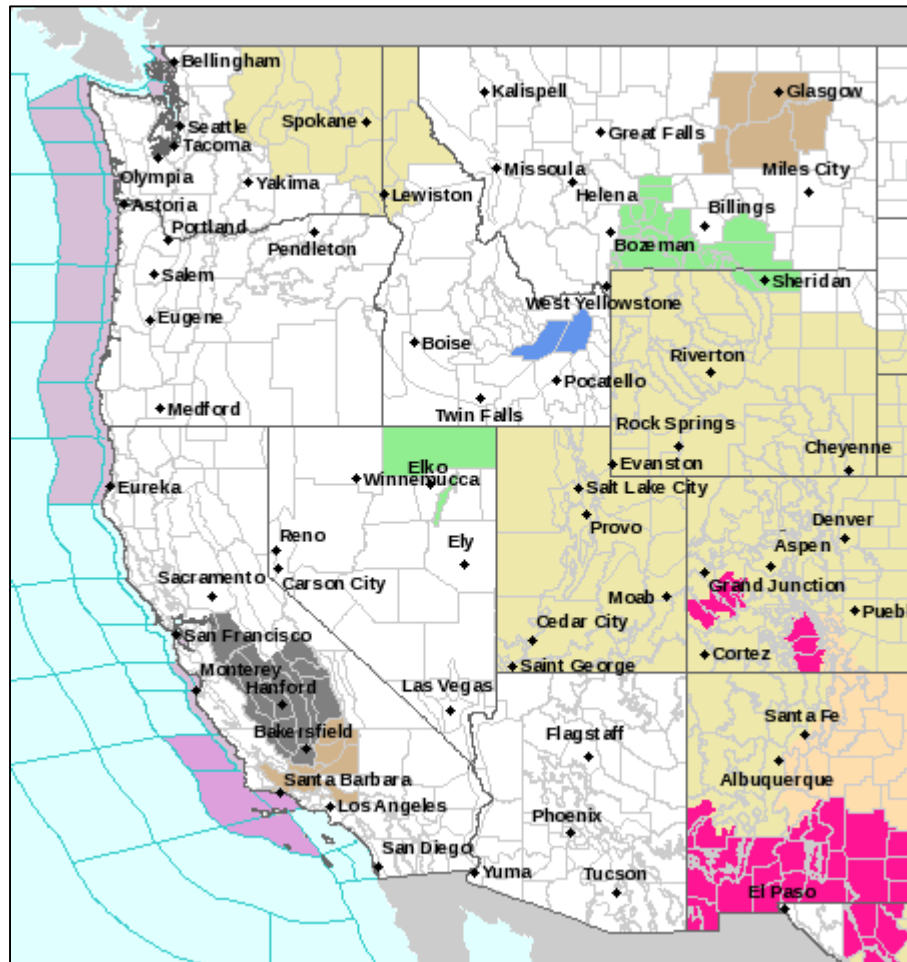 Bellingham
Kalispell
Glasgow
Spokane
Seattle
Great Falls
Tacoma
Missoula
Miles City
Olympia
Yakima
Helena
Lewiston
Astoria
Billings
Portland
Pendleton
Bozeman
Salem
Sheridan
West Yellowstone
Eugene
Boise
Riverton
Pocatello
Medford
Twin Falls
Rock Springs
Cheyenne
Elko
Evanston
Winnemucca
Eureka
Salt Lake City
Provo
Denver
Reno
Ely
Aspen
Sacramento
Carson City
Grand Junction
Moab
Puebl
Cedar City
San Francisco
Cortez
Saint George
Monterey
Hanford
Las Vegas
Santa Fe
Bakersfield
Flagstaff
Albuquerque
Santa Barbara
Los Angeles
Phoenix
San Diego
Yuma
Tucson
El Paso